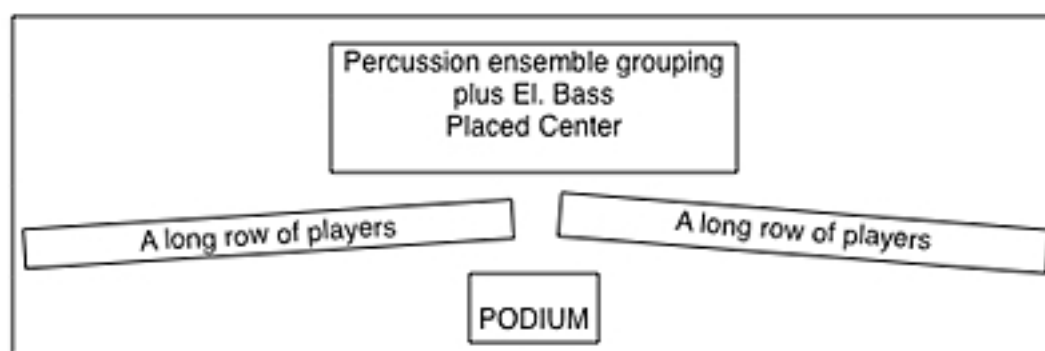 Percussion ensemble grouping
plus El. Bass
Placed Center
A long row of players
A long row of players
PODIUM